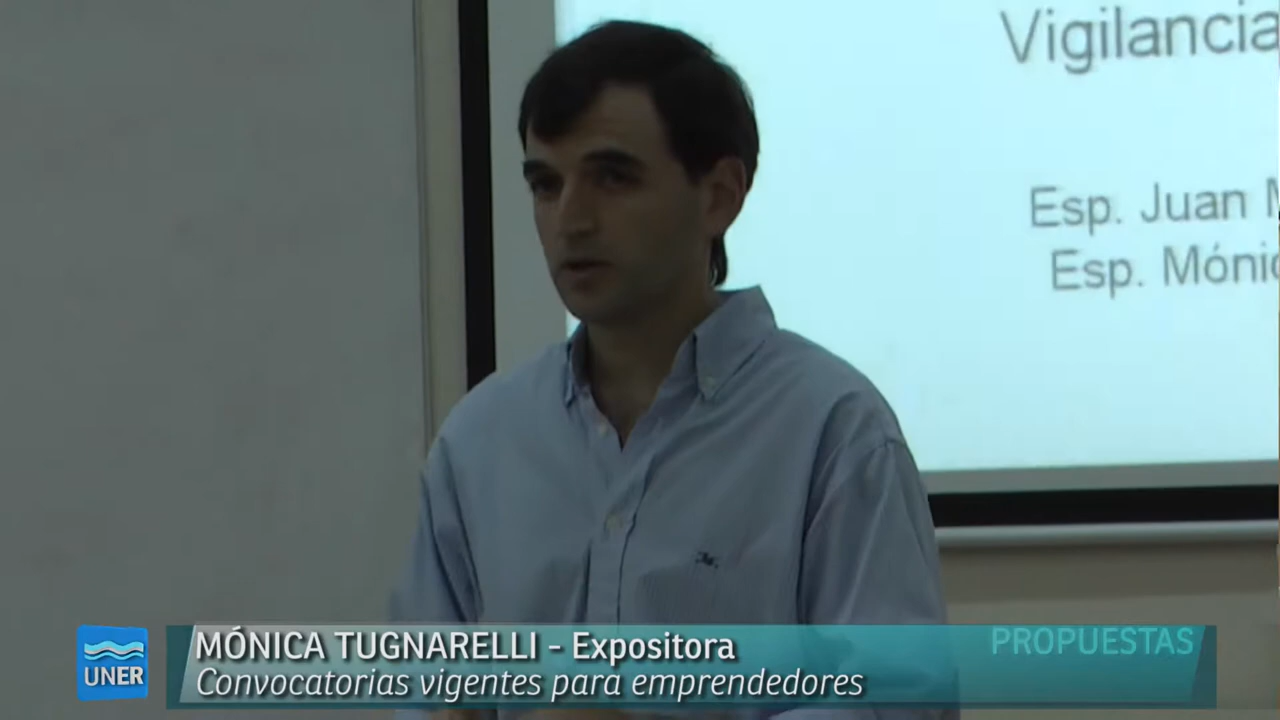 Vigilancia
Esp. Juan M
Esp. Mónic
MÓNICA TUGNARELLI - Expositora
PROPUESTAS
Convocatorias vigentes para emprendedores
UNER